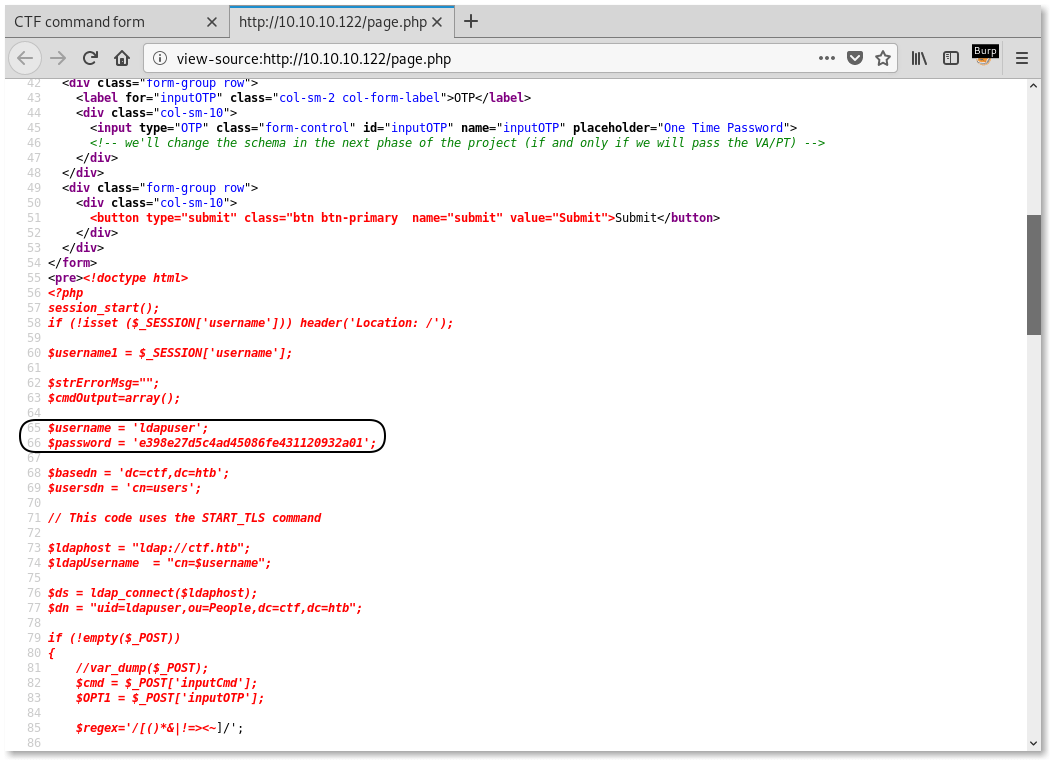 CTF command form
http://10.10.10.122/page.php
view-source:http://10.10.10.122/page.php
Burp
42 <div class="form-group row">
43 <label for="inputOTP" class="col-sm-2 col-form-label">OTP</label>
44 <div class="col-sm-10">
45 <input type="OTP" class="form-control" id="inputOTP" name="inputOTP" placeholder="One Time Password">
46 <!-- we'll change the schema in the next phase of the project (if and only if we will pass the VA/PT) -->
47 </div>
48 </div>
49 <div class="form-group row">
50 <div class="col-sm-10">
51 <button type="submit" class="btn btn-primary  name="submit" value="Submit">Submit</button>
52 </div>
53 </div>
54 </form>
55 <pre><!doctype html>
56 <?php
57 session_start();
58 if (!isset ($_SESSION['username'])) header('Location: /');
59
60 $username1 = $_SESSION['username'];
61
62 $strErrorMsg="";
63 $cmdOutput=array();
64
65 $username = 'ldapuser';
66 $password = 'e398e27d5c4ad45086fe431120932a01';
67
68 $basedn = 'dc=ctf,dc=htb';
69 $usersdn = 'cn=users';
70
71 // This code uses the START_TLS command
72
73 $ldaphost = "ldap://ctf.htb";
74 $ldapUsername  = "cn=$username";
75
76 $ds = ldap_connect($ldaphost);
77 $dn = "uid=ldapuser,ou=People,dc=ctf,dc=htb";
78
79 if (!empty($_POST))
80 {
81 //var_dump($_POST);
82 $cmd = $_POST['inputCmd'];
83 $OPT1 = $_POST['inputOTP'];
84
85 $regex='/[()*&|!=><~]/';
86